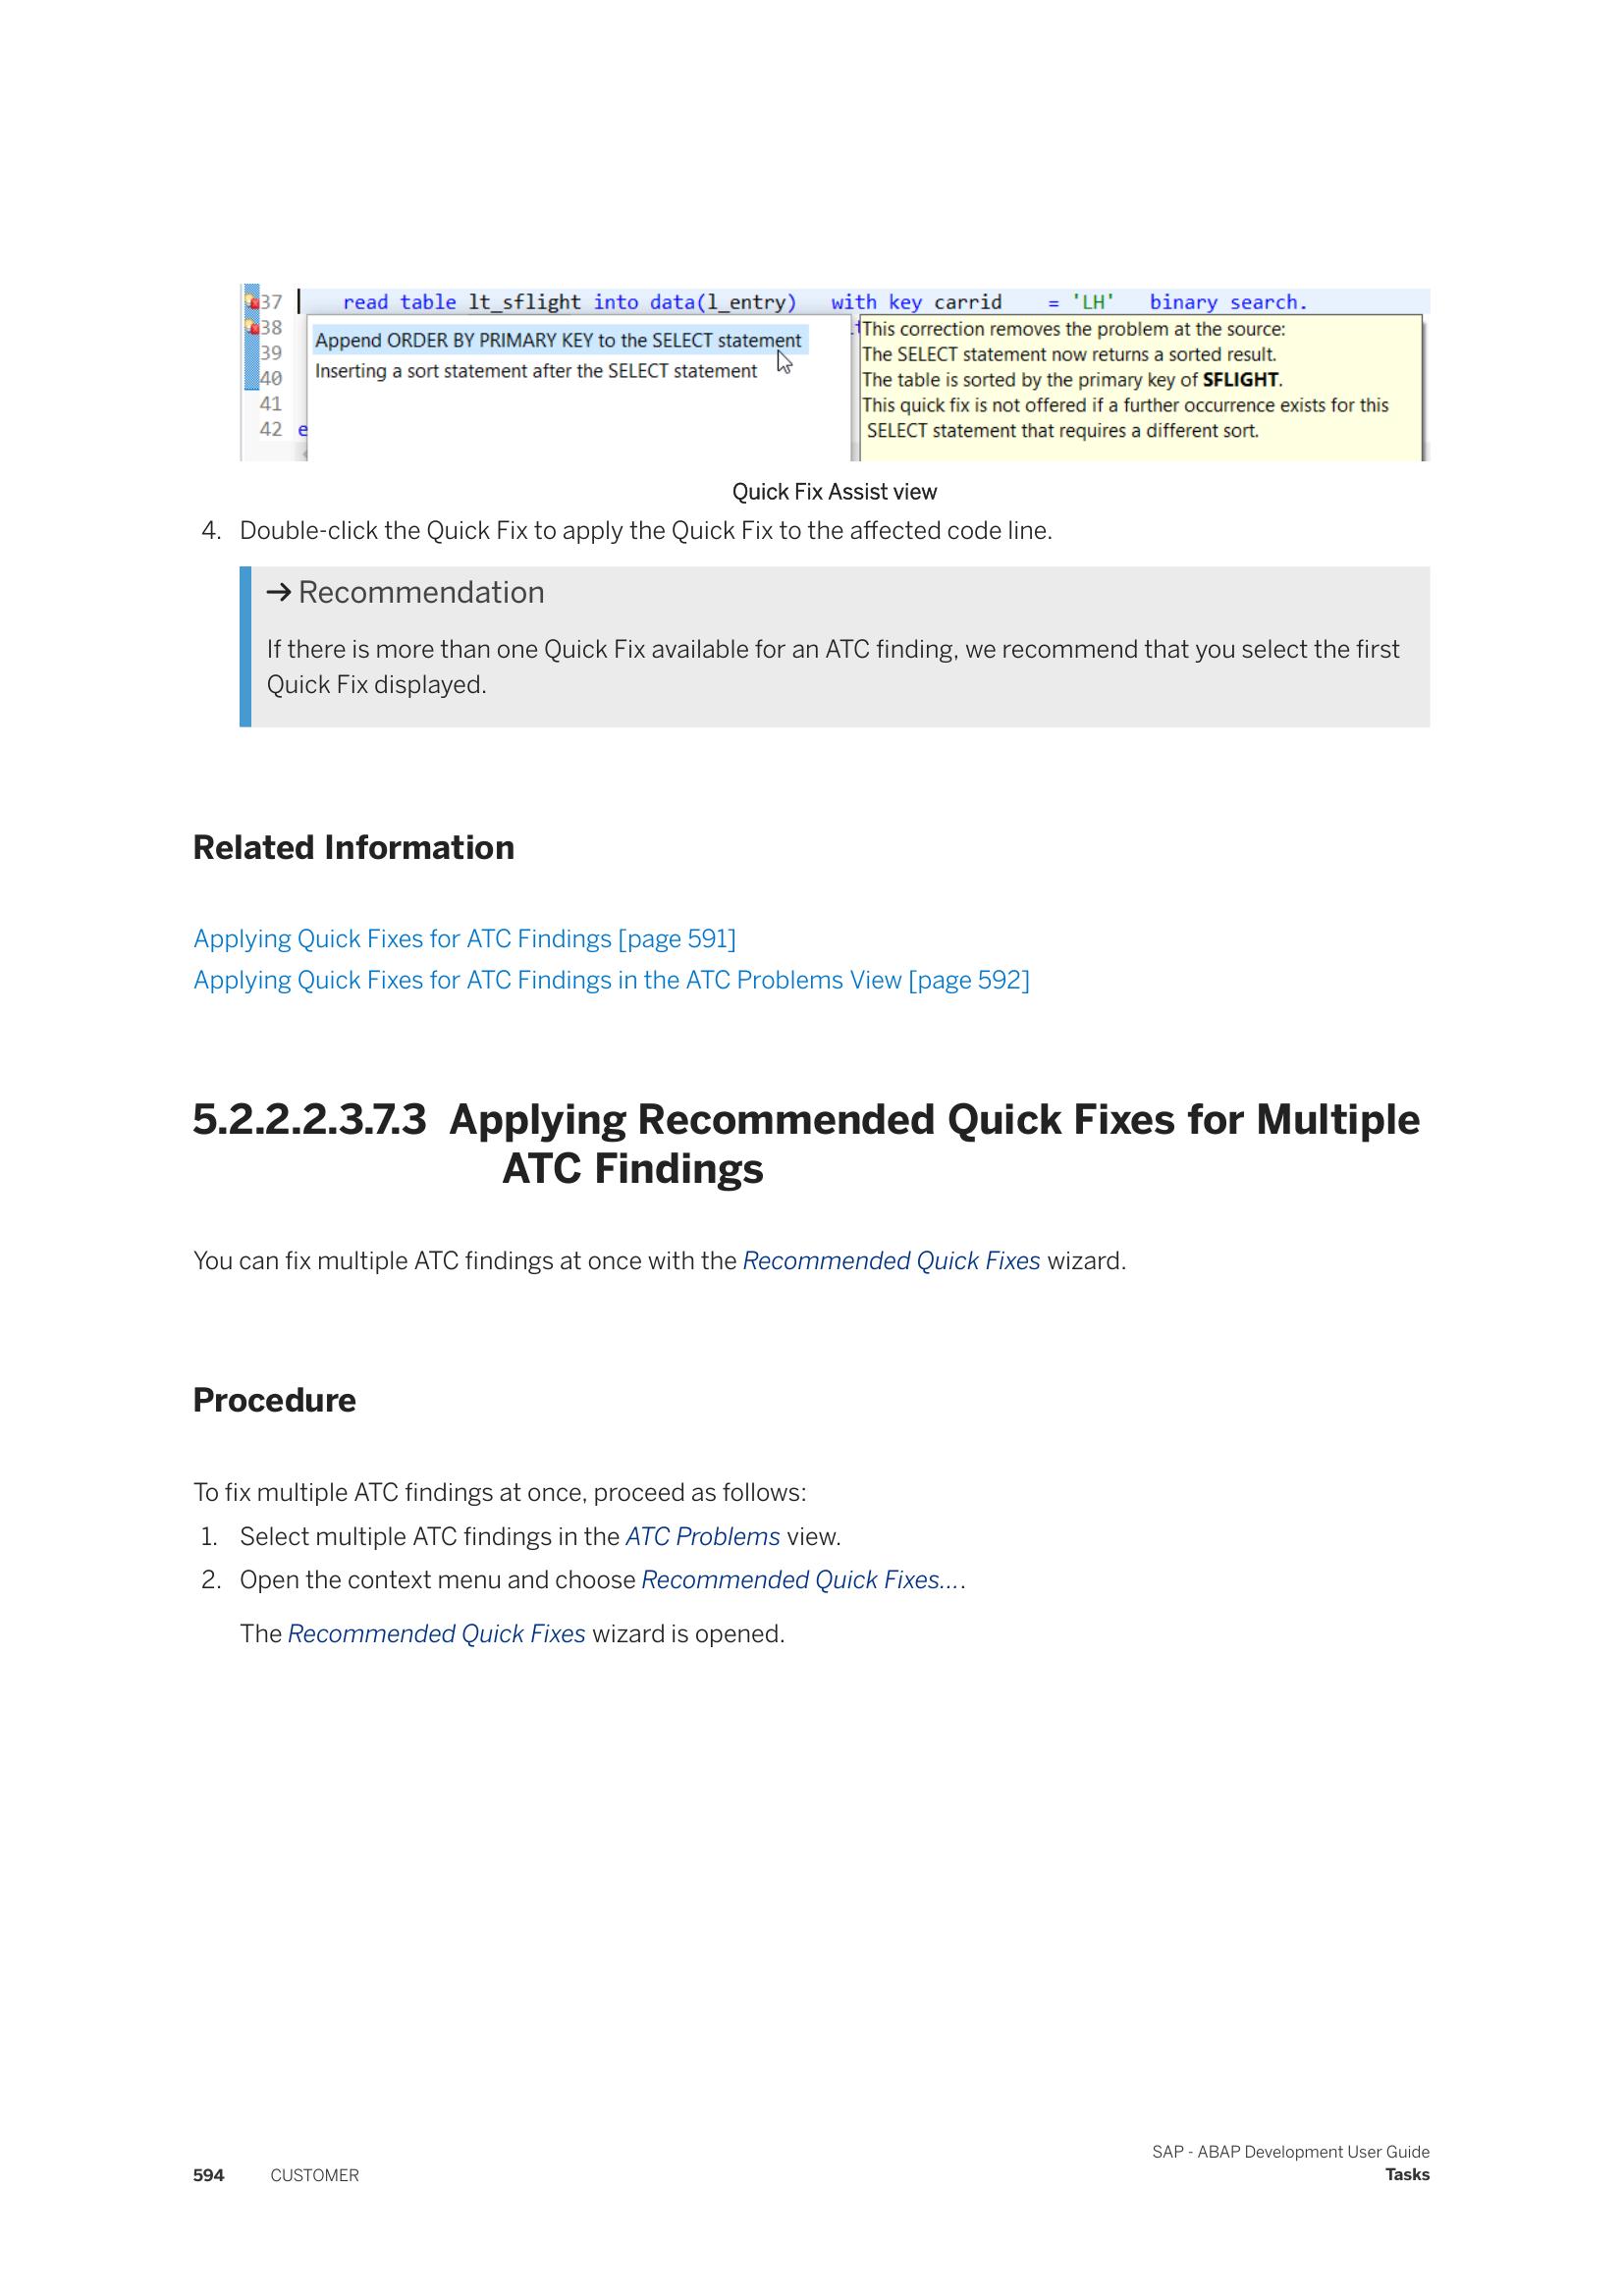 37 read table lt_sflight into data(l_entry) with key carrid = 'LH' binary search.
38
39
40
41
42 e
Append ORDER BY PRIMARY KEY to the SELECT statement
Inserting a sort statement after the SELECT statement
This correction removes the problem at the source:
The SELECT statement now returns a sorted result.
The table is sorted by the primary key of SFLIGHT.
This quick fix is not offered if a further occurrence exists for this
SELECT statement that requires a different sort.
Quick Fix Assist view
4. Double-click the Quick Fix to apply the Quick Fix to the affected code line.
→ Recommendation
If there is more than one Quick Fix available for an ATC finding, we recommend that you select the first
Quick Fix displayed.
Related Information
Applying Quick Fixes for ATC Findings [page 591]
Applying Quick Fixes for ATC Findings in the ATC Problems View [page 592]
5.2.2.2.3.7.3 Applying Recommended Quick Fixes for Multiple
ATC Findings
You can fix multiple ATC findings at once with the Recommended Quick Fixes wizard.
Procedure
To fix multiple ATC findings at once, proceed as follows:
1. Select multiple ATC findings in the ATC Problems view.
2. Open the context menu and choose Recommended Quick Fixes....
The Recommended Quick Fixes wizard is opened.
SAP - ABAP Development User Guide
594 CUSTOMER Tasks